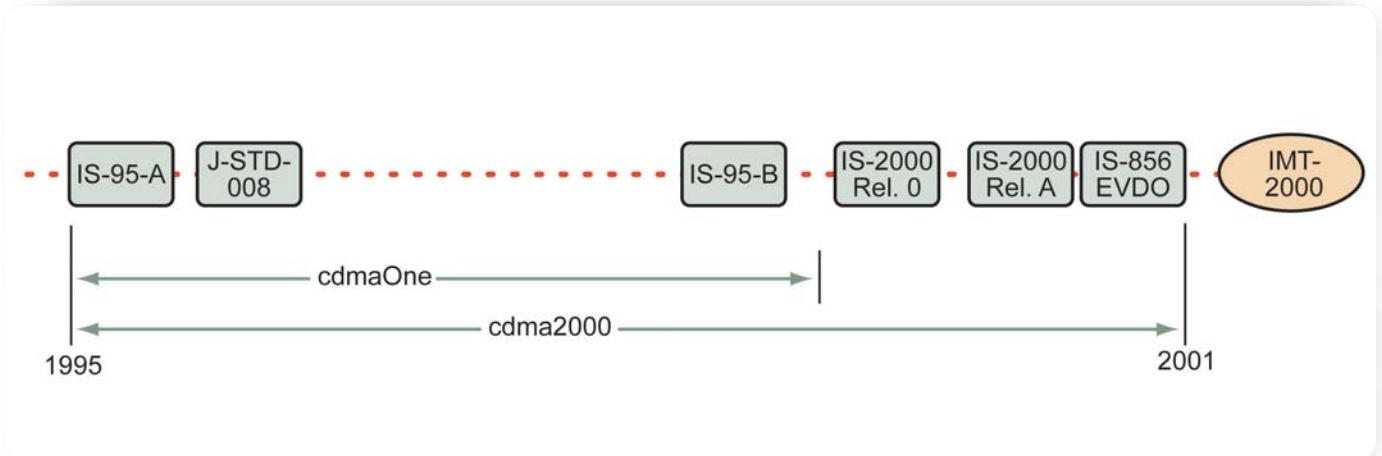 IS-95-A
J-STD-
008
IS-95-B
IS-2000
Rel. 0
IS-2000
Rel. A
IS-856
EVDO
IMT-
2000
cdmaOne
cdma2000
1995
2001